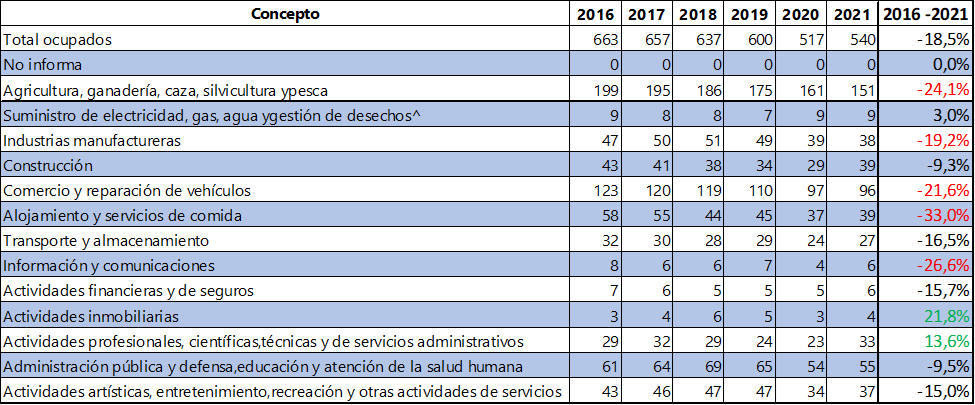 Concepto 2016 2017 2018 2019 2020 2021 2016 -2021
Total ocupados 663 657 637 600 517 540 -18,5%
No informa 0 0 0 0 0 0 0,0%
Agricultura, ganadería, caza, silvicultura ypesca 199 195 186 175 161 151 -24,1%
Suministro de electricidad, gas, agua ygestión de desechos^ 9 8 8 7 9 9 3,0%
Industrias manufactureras 47 50 51 49 39 38 -19,2%
Construcción 43 41 38 34 29 39 -9,3%
Comercio y reparación de vehículos 123 120 119 110 97 96 -21,6%
Alojamiento y servicios de comida 58 55 44 45 37 39 -33,0%
Transporte y almacenamiento 32 30 28 29 24 27 -16,5%
Información y comunicaciones 8 6 6 7 4 6 -26,6%
Actividades financieras y de seguros 7 6 5 5 5 6 -15,7%
Actividades inmobiliarias 3 4 6 5 3 4 21,8%
Actividades profesionales, científicas,técnicas y de servicios administrativos 29 32 29 24 23 33 13,6%
Administración pública y defensa,educación y atención de la salud humana 61 64 69 65 54 55 -9,5%
Actividades artísticas, entretenimiento,recreación y otras actividades de servicios 43 46 47 47 34 37 -15,0%